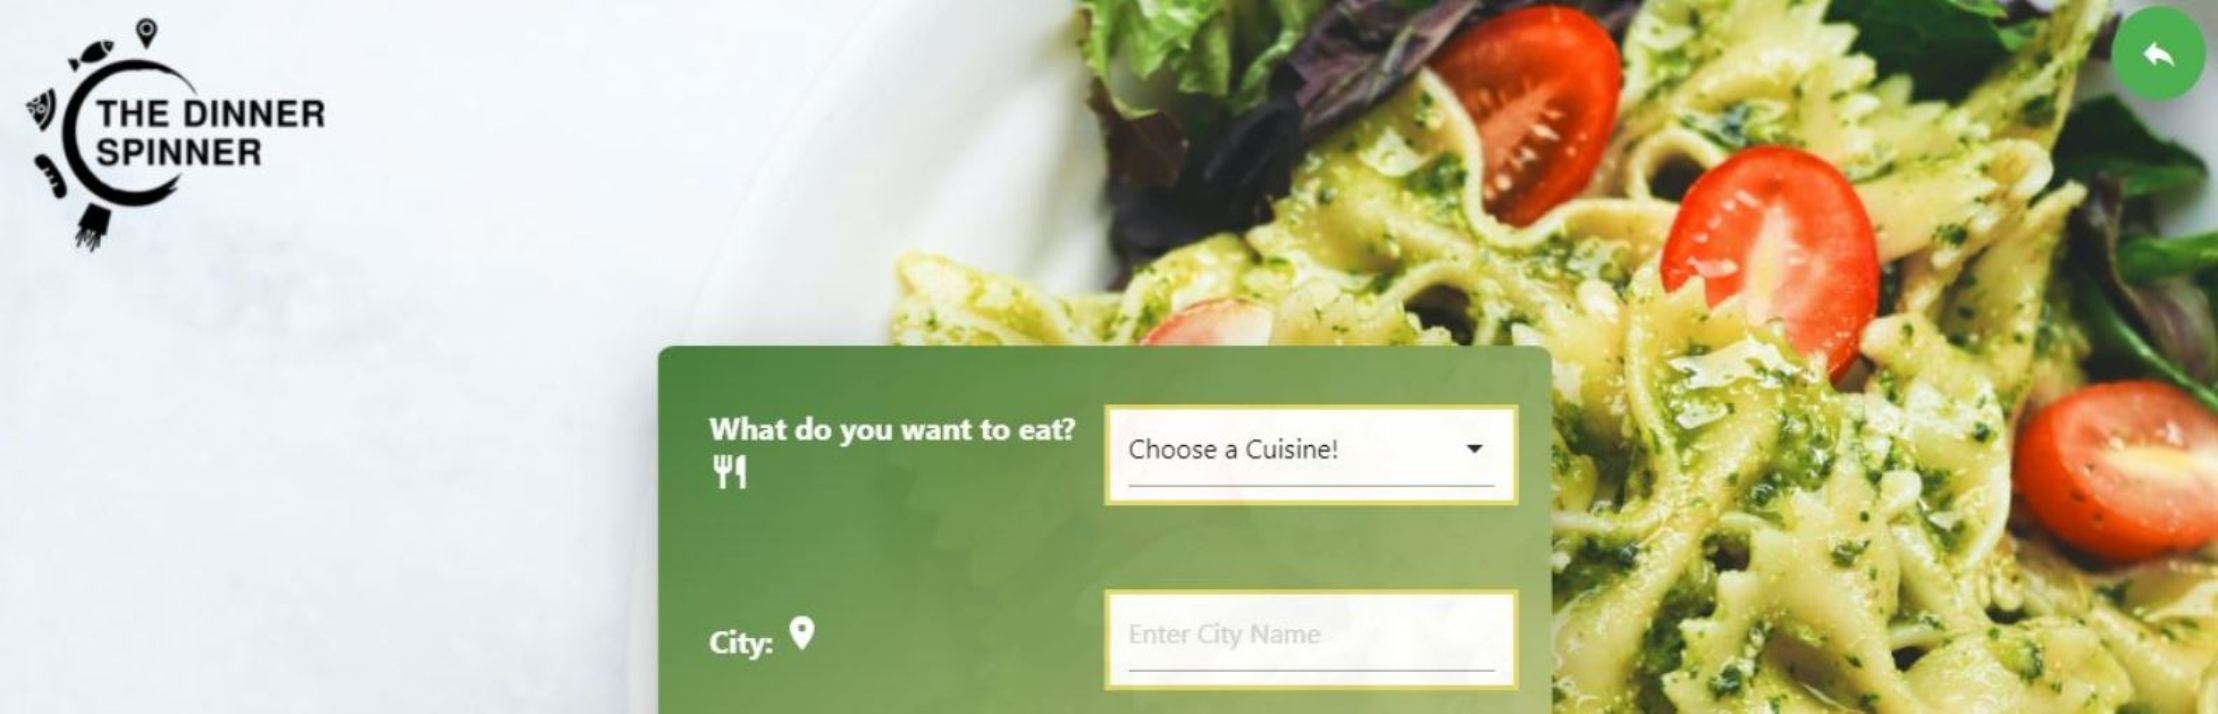 THE DINNER
SPINNER
What do you want to eat?
Choose a Cuisine!
City:
Enter City Name